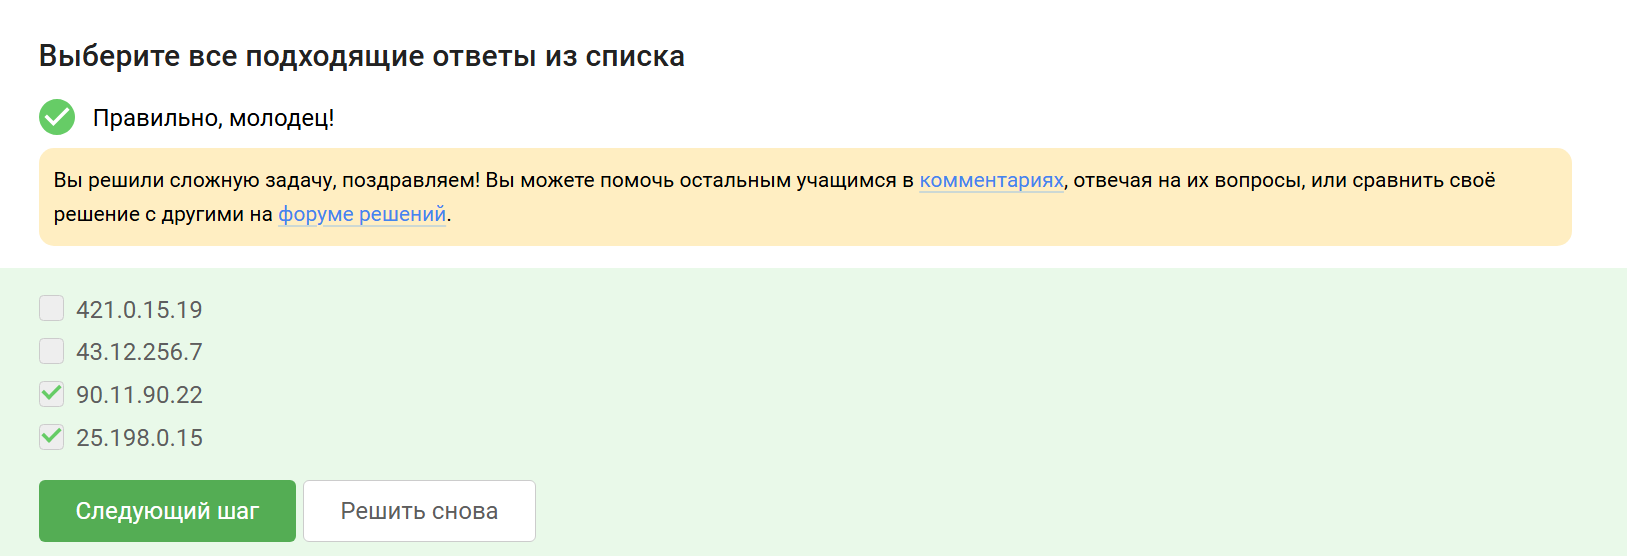 Выберите все подходящие ответы из списка
Правильно, молодец!
Вы решили сложную задачу, поздравляем! Вы можете помочь остальным учащимся в комментариях, отвечая на их вопросы, или сравнить своё
решение с другими на форуме решений.
421.0.15.19
43.12.256.7
90.11.90.22
25.198.0.15
Следующий шаг Решить снова